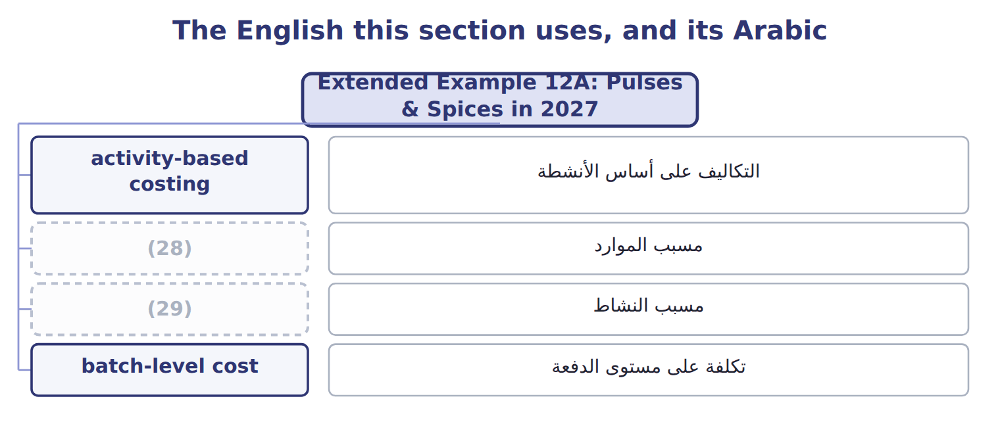 The English this section uses, and its Arabic
Extended Example 12A: Pulses
& Spices in 2027
activity-based
costing
التكاليف على أساس الأنشطة
(28)
مسبب الموارد
(29)
مسبب النشاط
batch-level cost
تكلفة على مستوى الدفعة